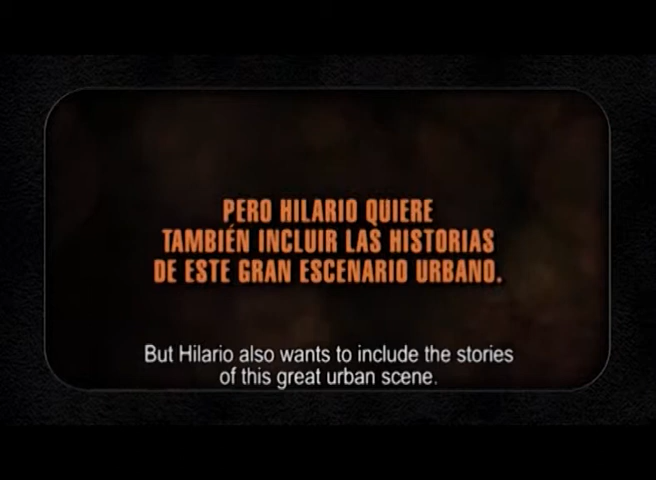 PERO HILARIO QUIERE
TAMBIÉN INCLUIR LAS HISTORIAS
DE ESTE GRAN ESCENARIO URBANO.
But Hilario also wants to include the stories
of this great urban scene.